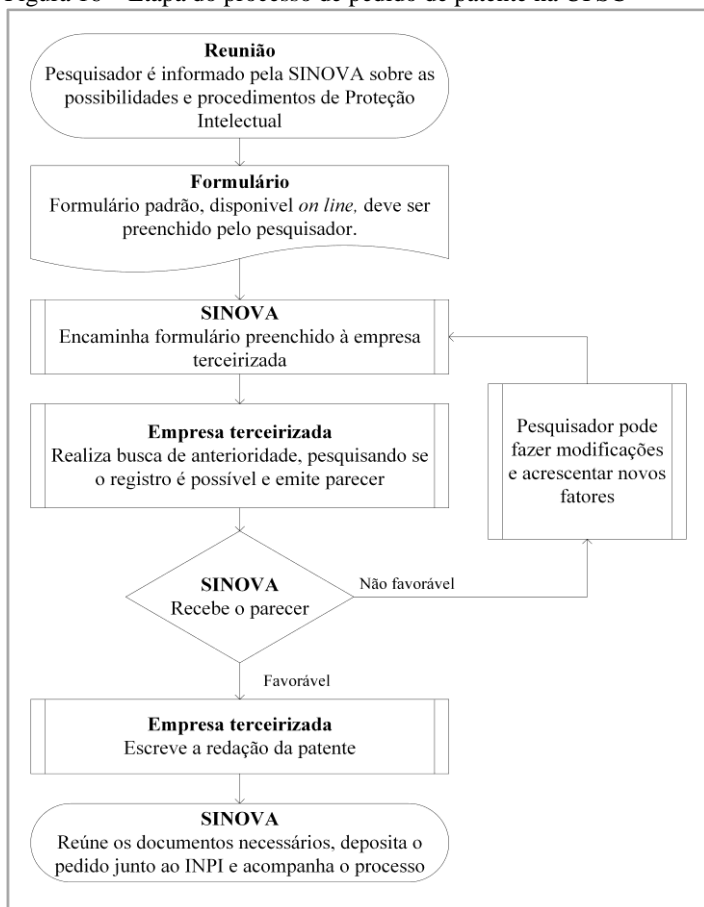 Figura 16 – Etapa do processo de pedido de patente na UFSC
Reunião
Pesquisador é informado pela SINOVA sobre as
possibilidades e procedimentos de Proteção
Intelectual
Formulário
Formulário padrão, disponivel on line, deve ser
preenchido pelo pesquisador.
SINOVA
Encaminha formulário preenchido à empresa
terceirizada
Empresa terceirizada
Realiza busca de anterioridade, pesquisando se
o registro é possível e emite parecer
Pesquisador pode
fazer modificações
e acrescentar novos
fatores
SINOVA
Recebe o parecer
Não favorável
Favorável
Empresa terceirizada
Escreve a redação da patente
SINOVA
Reúne os documentos necessários, deposita o
pedido junto ao INPI e acompanha o processo